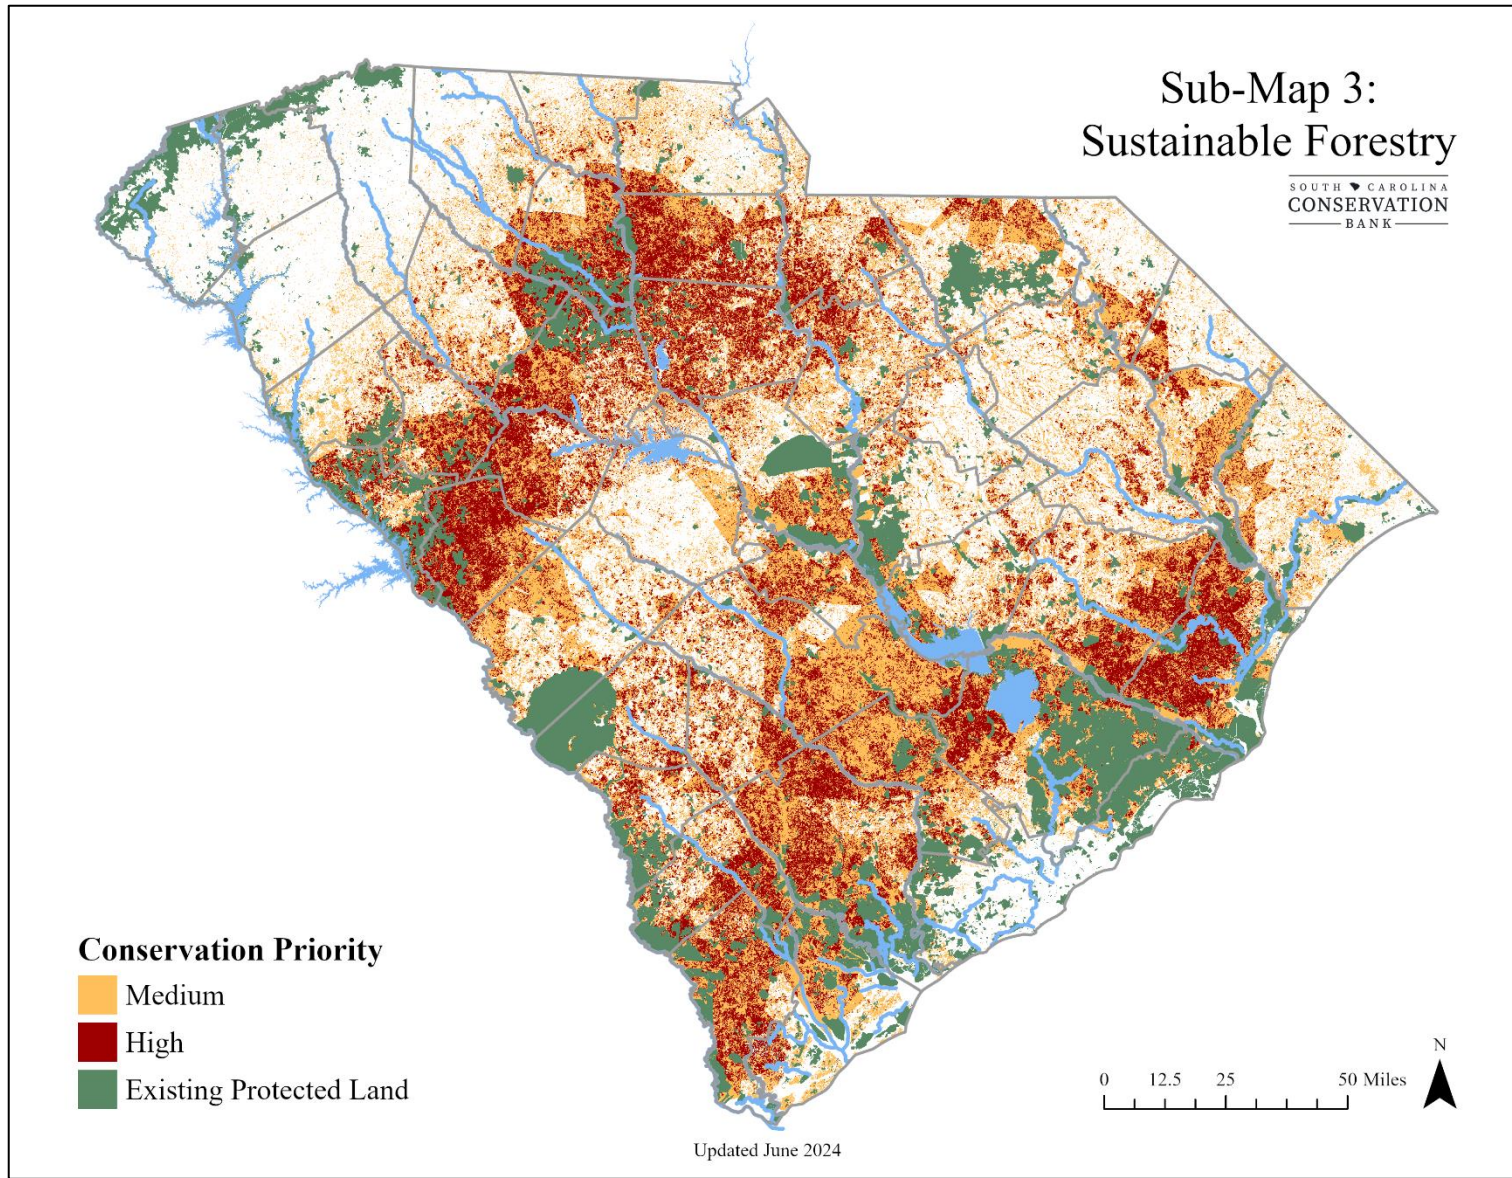 Sub-Map 3:
Sustainable Forestry
SOUTH CAROLINA
CONSERVATION
BANK
Conservation Priority
Medium
High
Existing Protected Land
N
0 12.5 25 50 Miles
Updated June 2024